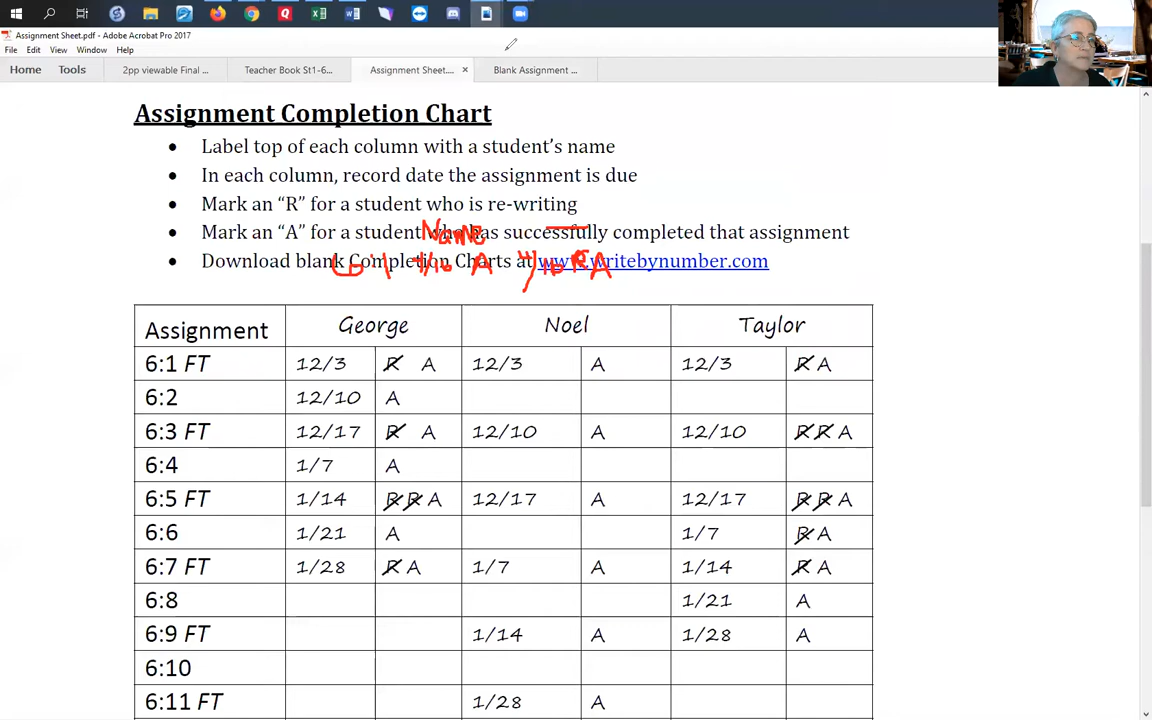 Assignment Sheet.pdf - Adobe Acrobat Pro 2017
File Edit View Window Help
Home Tools 2pp viewable Final ... Teacher Book St1-6... Assignment Sheet.... × Blank Assignment ...
Assignment Completion Chart
• Label top of each column with a student's name
• In each column, record date the assignment is due
• Mark an "R" for a student who is re-writing
• Mark an "A" for a student who has successfully completed that assignment
Name
• Download blank Completion Charts at www.writebynumber.com
A R A
Assignment George Noel Taylor
6:1 FT 12/3 R A 12/3 A 12/3 R A
6:2 12/10 A
6:3 FT 12/17 R A 12/10 A 12/10 R R A
6:4 1/7 A
6:5 FT 1/14 R R A 12/17 A 12/17 R R A
6:6 1/21 A 1/7 R A
6:7 FT 1/28 R A 1/7 A 1/14 R A
6:8 1/21 A
6:9 FT 1/14 A 1/28 A
6:10
6:11 FT 1/28 A